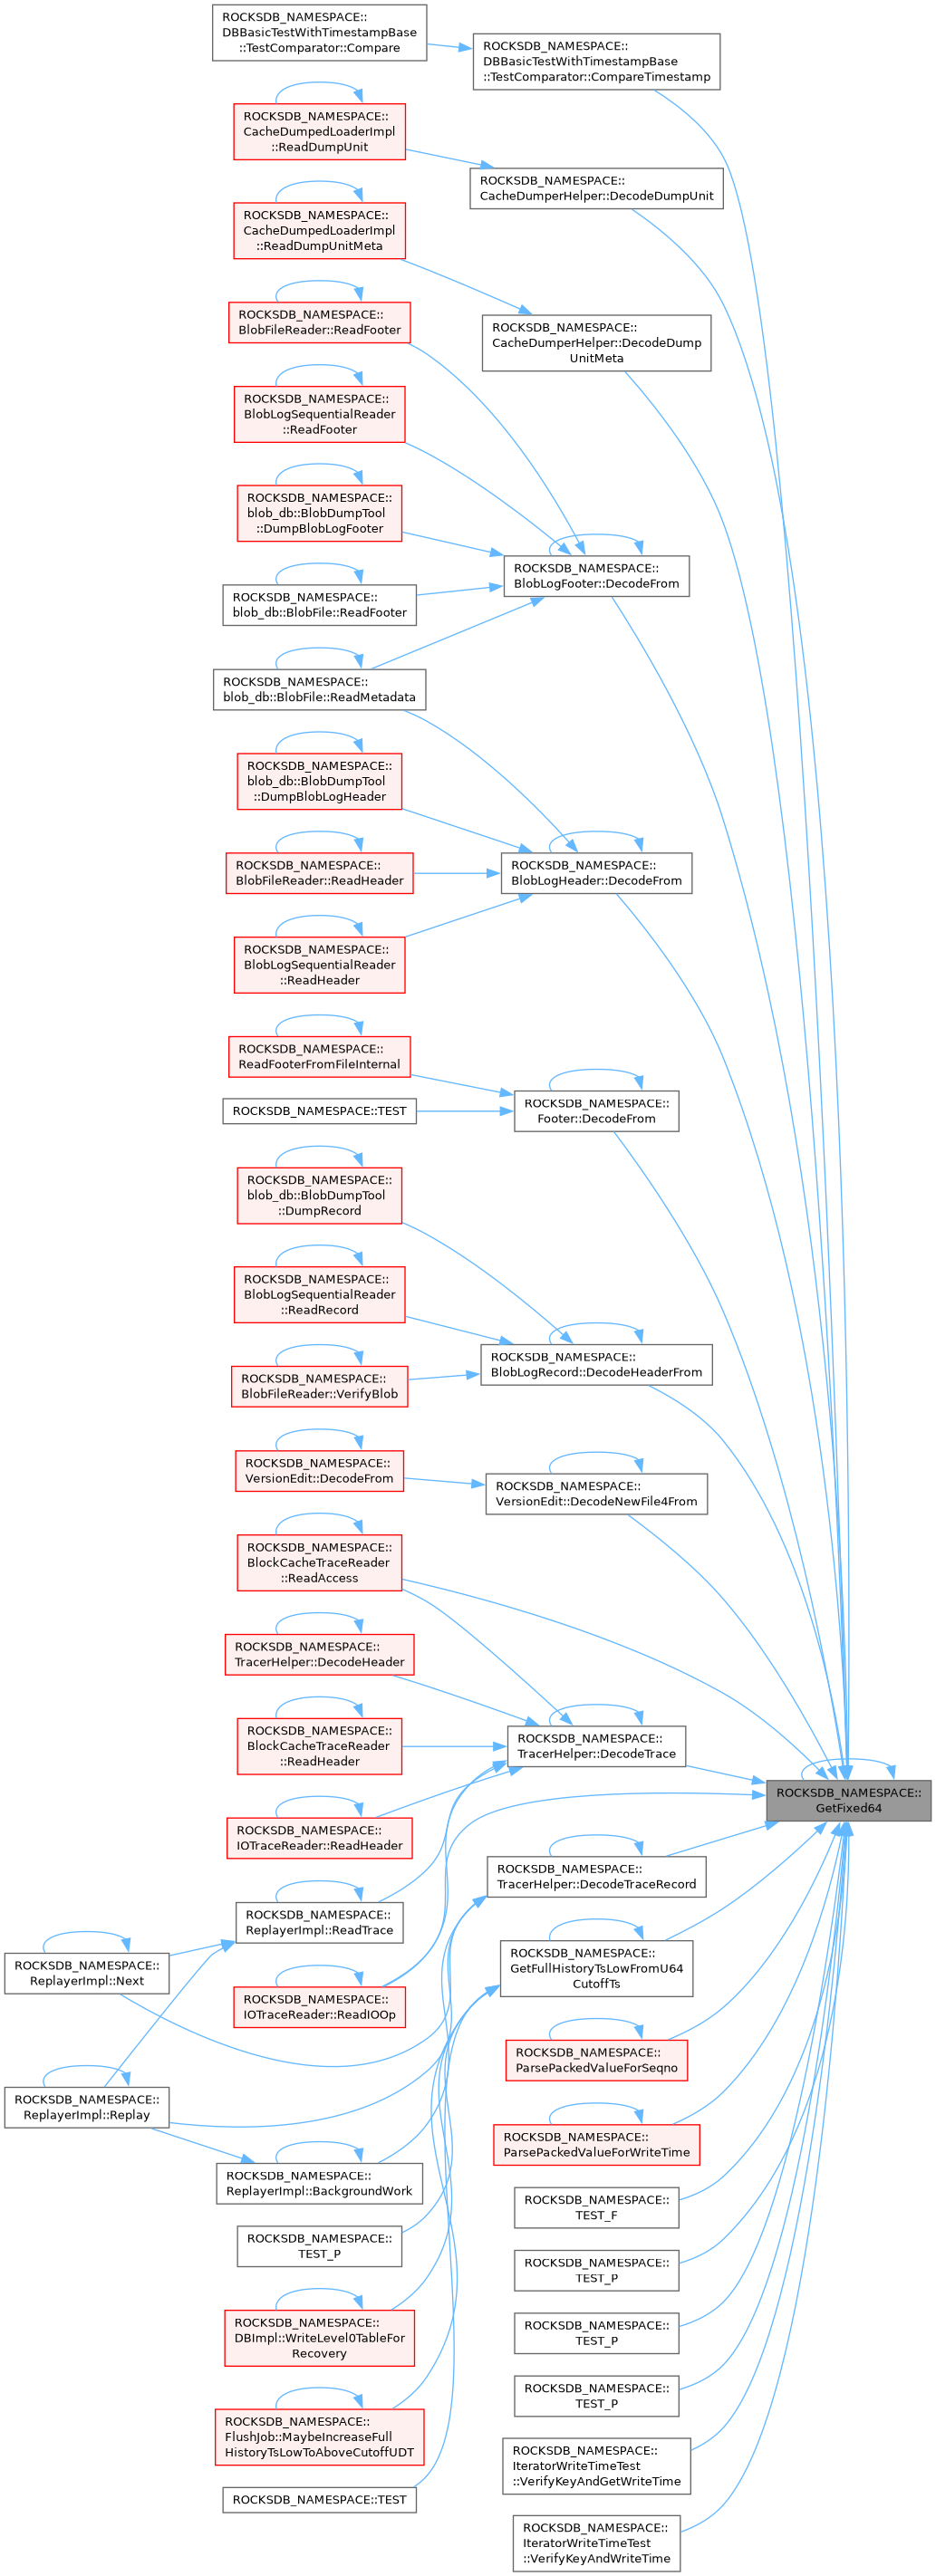 ROCKSDB_NAMESPACE::
DBBasicTestWithTimestampBase
::TestComparator::Compare
ROCKSDB_NAMESPACE::
DBBasicTestWithTimestampBase
::TestComparator::CompareTimestamp
ROCKSDB_NAMESPACE::
CacheDumpedLoaderImpl
::ReadDumpUnit
ROCKSDB_NAMESPACE::
CacheDumperHelper::DecodeDumpUnit
ROCKSDB_NAMESPACE::
CacheDumpedLoaderImpl
::ReadDumpUnitMeta
ROCKSDB_NAMESPACE::
BlobFileReader::ReadFooter
ROCKSDB_NAMESPACE::
CacheDumperHelper::DecodeDump
UnitMeta
ROCKSDB_NAMESPACE::
BlobLogSequentialReader
::ReadFooter
ROCKSDB_NAMESPACE::
blob_db::BlobDumpTool
::DumpBlobLogFooter
ROCKSDB_NAMESPACE::
BlobLogFooter::DecodeFrom
ROCKSDB_NAMESPACE::
blob_db::BlobFile::ReadFooter
ROCKSDB_NAMESPACE::
blob_db::BlobFile::ReadMetadata
ROCKSDB_NAMESPACE::
blob_db::BlobDumpTool
::DumpBlobLogHeader
ROCKSDB_NAMESPACE::
BlobFileReader::ReadHeader
ROCKSDB_NAMESPACE::
BlobLogHeader::DecodeFrom
ROCKSDB_NAMESPACE::
BlobLogSequentialReader
::ReadHeader
ROCKSDB_NAMESPACE::
ReadFooterFromFileInternal
ROCKSDB_NAMESPACE::TEST
ROCKSDB_NAMESPACE::
Footer::DecodeFrom
ROCKSDB_NAMESPACE::
blob_db::BlobDumpTool
::DumpRecord
ROCKSDB_NAMESPACE::
BlobLogSequentialReader
::ReadRecord
ROCKSDB_NAMESPACE::
BlobFileReader::VerifyBlob
ROCKSDB_NAMESPACE::
BlobLogRecord::DecodeHeaderFrom
ROCKSDB_NAMESPACE::
VersionEdit::DecodeFrom
ROCKSDB_NAMESPACE::
VersionEdit::DecodeNewFile4From
ROCKSDB_NAMESPACE::
BlockCacheTraceReader
::ReadAccess
ROCKSDB_NAMESPACE::
TracerHelper::DecodeHeader
ROCKSDB_NAMESPACE::
BlockCacheTraceReader
::ReadHeader
ROCKSDB_NAMESPACE::
TracerHelper::DecodeTrace
ROCKSDB_NAMESPACE::
GetFixed64
ROCKSDB_NAMESPACE::
IOTraceReader::ReadHeader
ROCKSDB_NAMESPACE::
TracerHelper::DecodeTraceRecord
ROCKSDB_NAMESPACE::
ReplayerImpl::ReadTrace
ROCKSDB_NAMESPACE::
ReplayerImpl::Next
ROCKSDB_NAMESPACE::
GetFullHistoryTsLowFromU64
CutoffTs
ROCKSDB_NAMESPACE::
IOTraceReader::ReadIOOp
ROCKSDB_NAMESPACE::
ParsePackedValueForSeqno
ROCKSDB_NAMESPACE::
ReplayerImpl::Replay
ROCKSDB_NAMESPACE::
ParsePackedValueForWriteTime
ROCKSDB_NAMESPACE::
ReplayerImpl::BackgroundWork
ROCKSDB_NAMESPACE::
TEST_F
ROCKSDB_NAMESPACE::
TEST_P
ROCKSDB_NAMESPACE::
TEST_P
ROCKSDB_NAMESPACE::
DBImpl::WriteLevel0TableFor
Recovery
ROCKSDB_NAMESPACE::
TEST_P
ROCKSDB_NAMESPACE::
TEST_P
ROCKSDB_NAMESPACE::
FlushJob::MaybeIncreaseFull
HistoryTsLowToAboveCutoffUDT
ROCKSDB_NAMESPACE::
IteratorWriteTimeTest
::VerifyKeyAndGetWriteTime
ROCKSDB_NAMESPACE::TEST
ROCKSDB_NAMESPACE::
IteratorWriteTimeTest
::VerifyKeyAndWriteTime